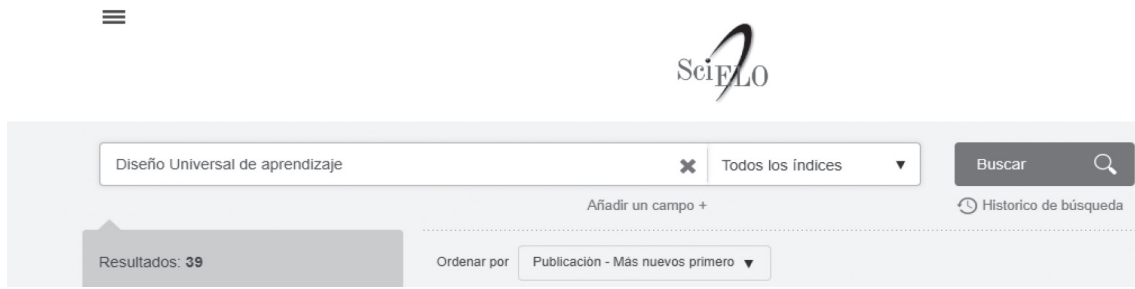 SciELO
Diseño Universal de aprendizaje
Todos los índices
Buscar
Añadir un campo +
Historico de búsqueda
Resultados: 39
Ordenar por
Publicación - Más nuevos primero